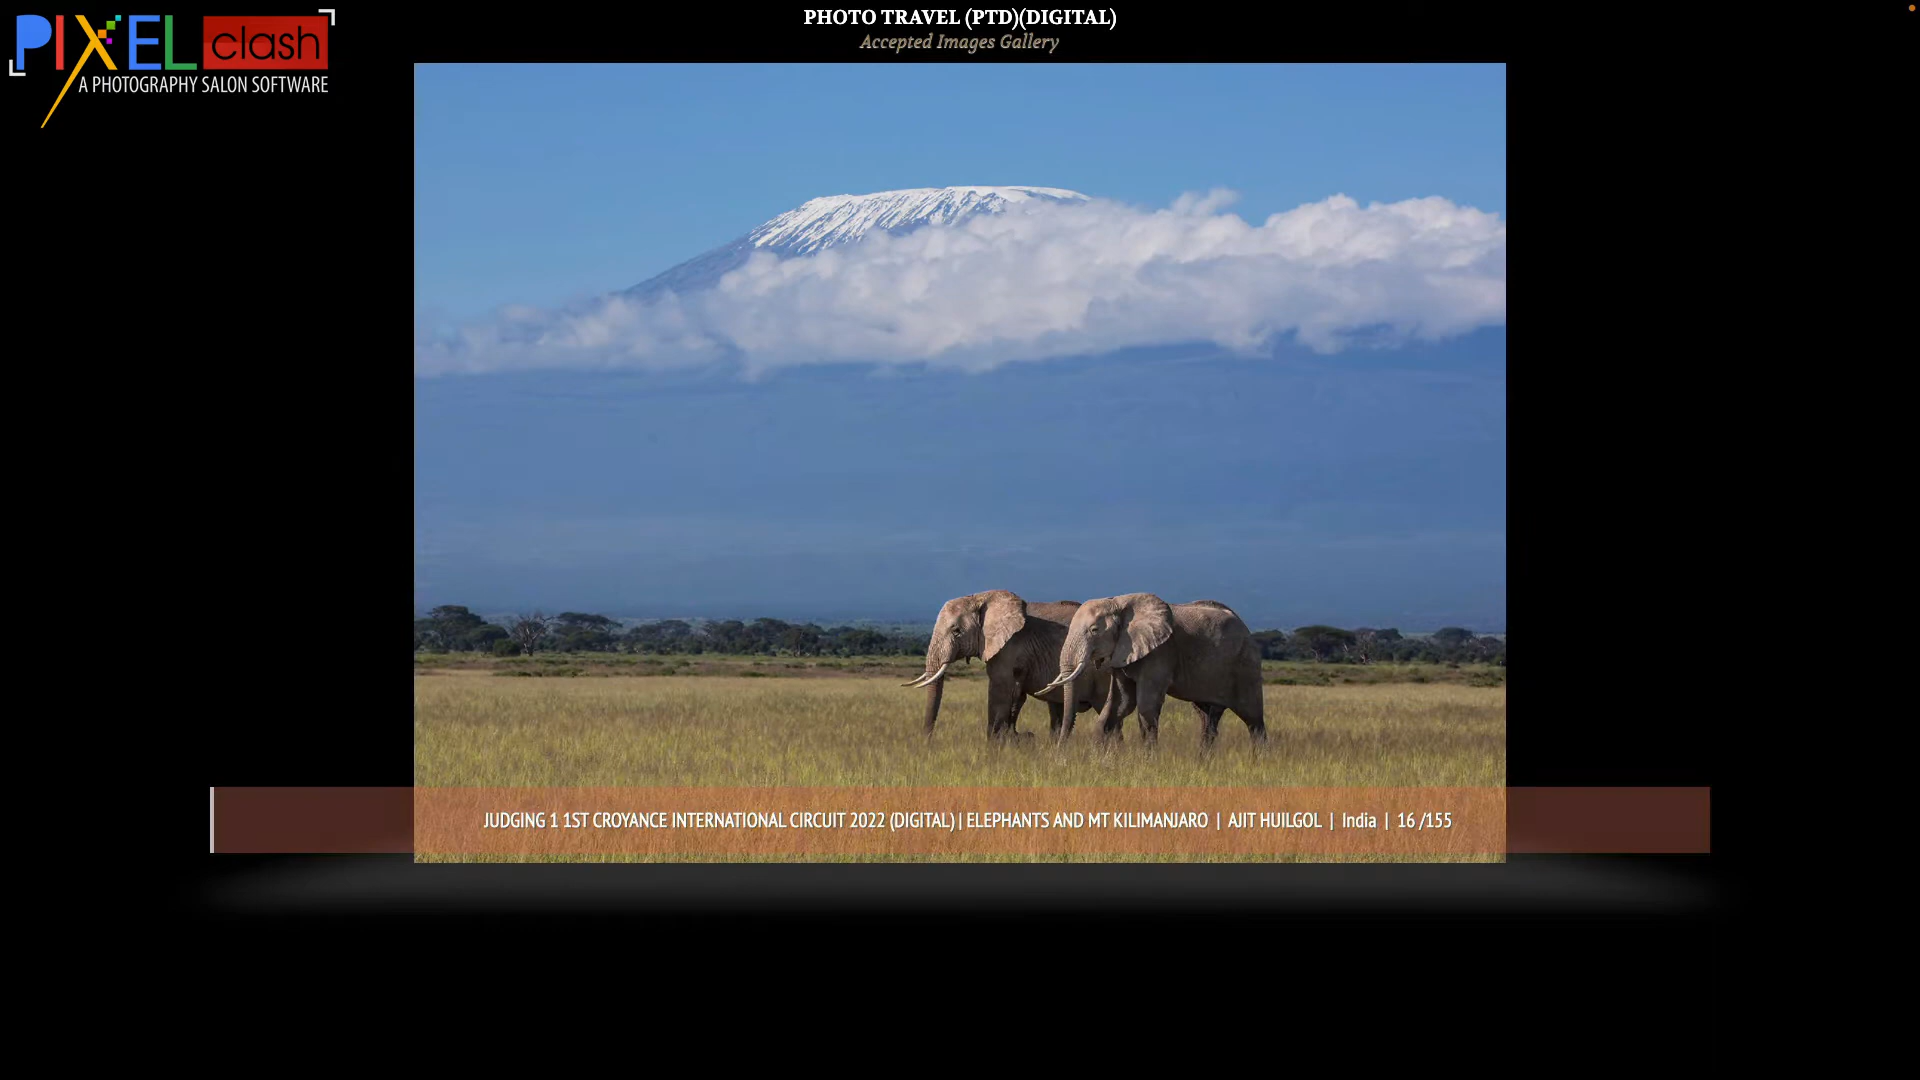 PIXEL clash
A PHOTOGRAPHY SALON SOFTWARE
PHOTO TRAVEL (PTD)(DIGITAL)
Accepted Images Gallery
JUDGING 1 1ST CROYANCE INTERNATIONAL CIRCUIT 2022 (DIGITAL) | ELEPHANTS AND MT KILIMANJARO | AJIT HUILGOL | India | 16 /155